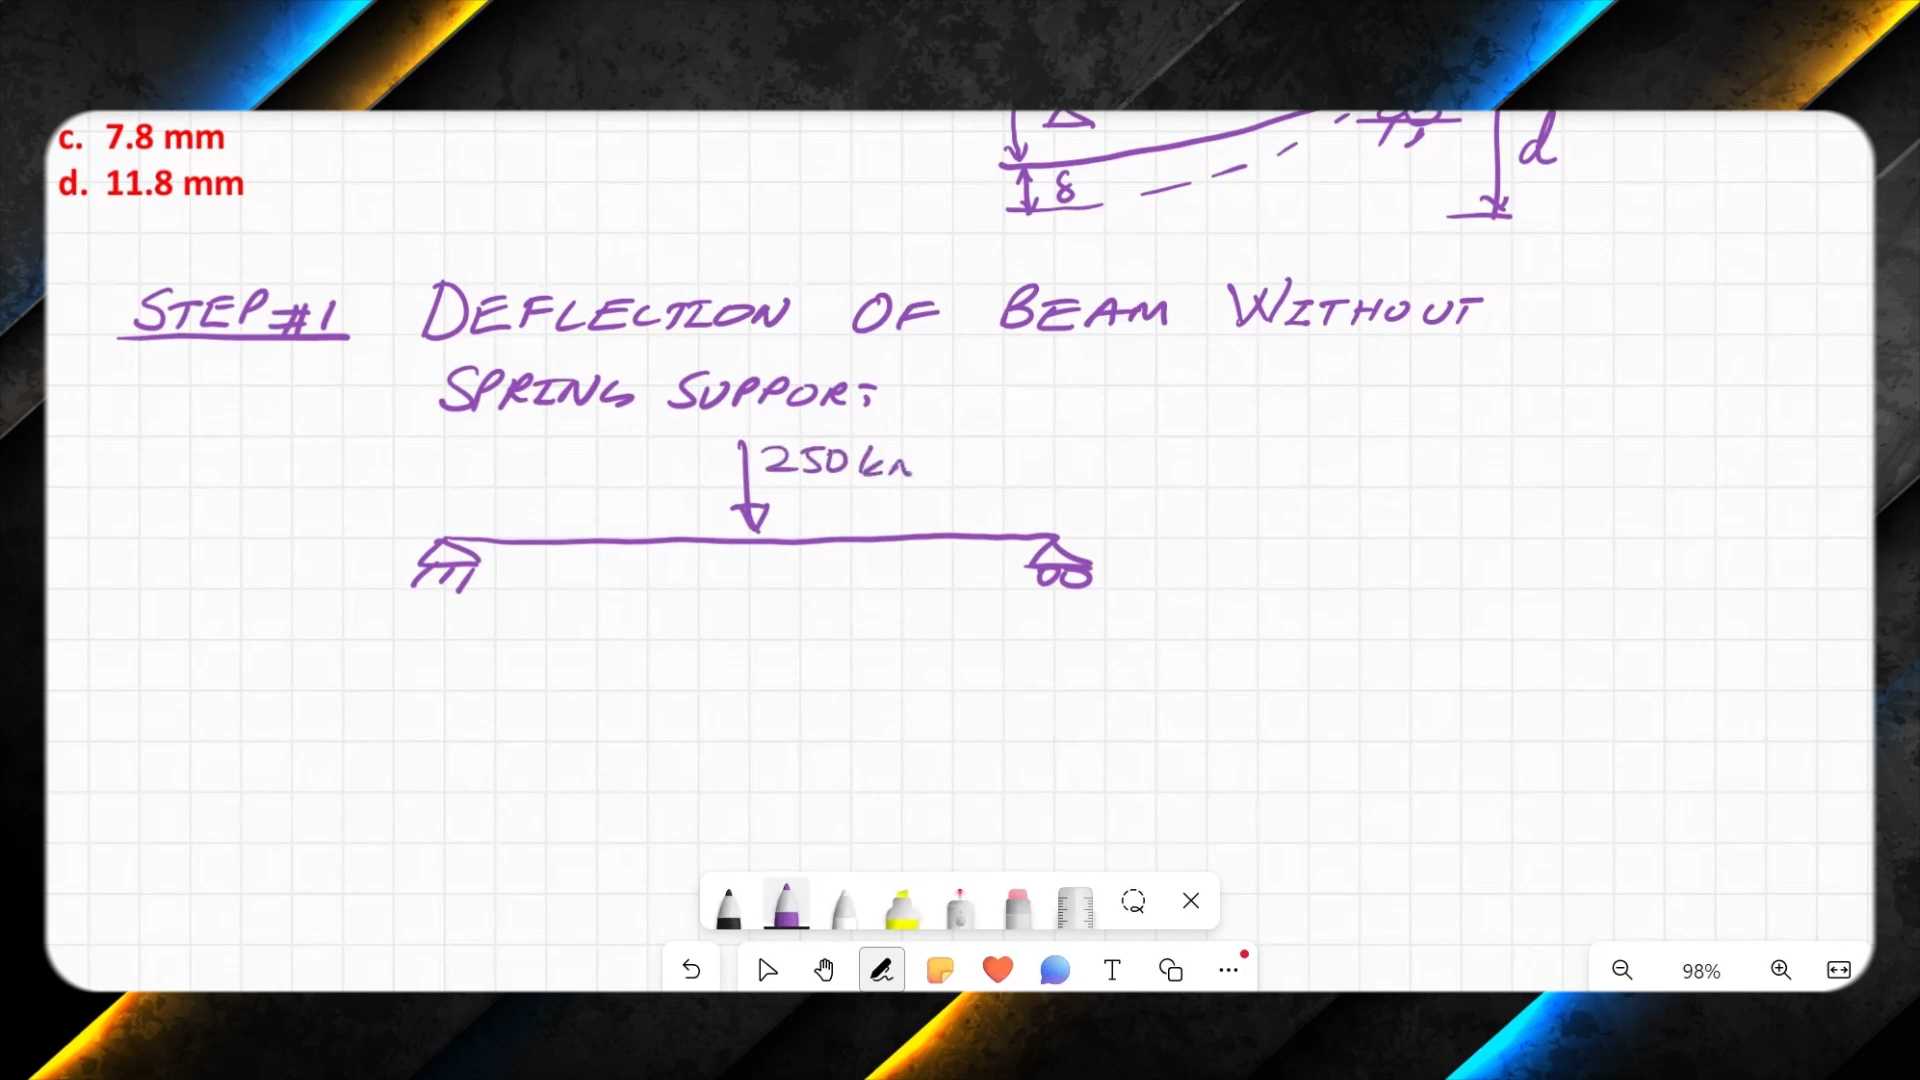 c. 7.8 mm
d. 11.8 mm
Δ
δ
d
STEP #1 DEFLECTION OF BEAM WITHOUT
SPRING SUPPORT
250 kn
T
98%